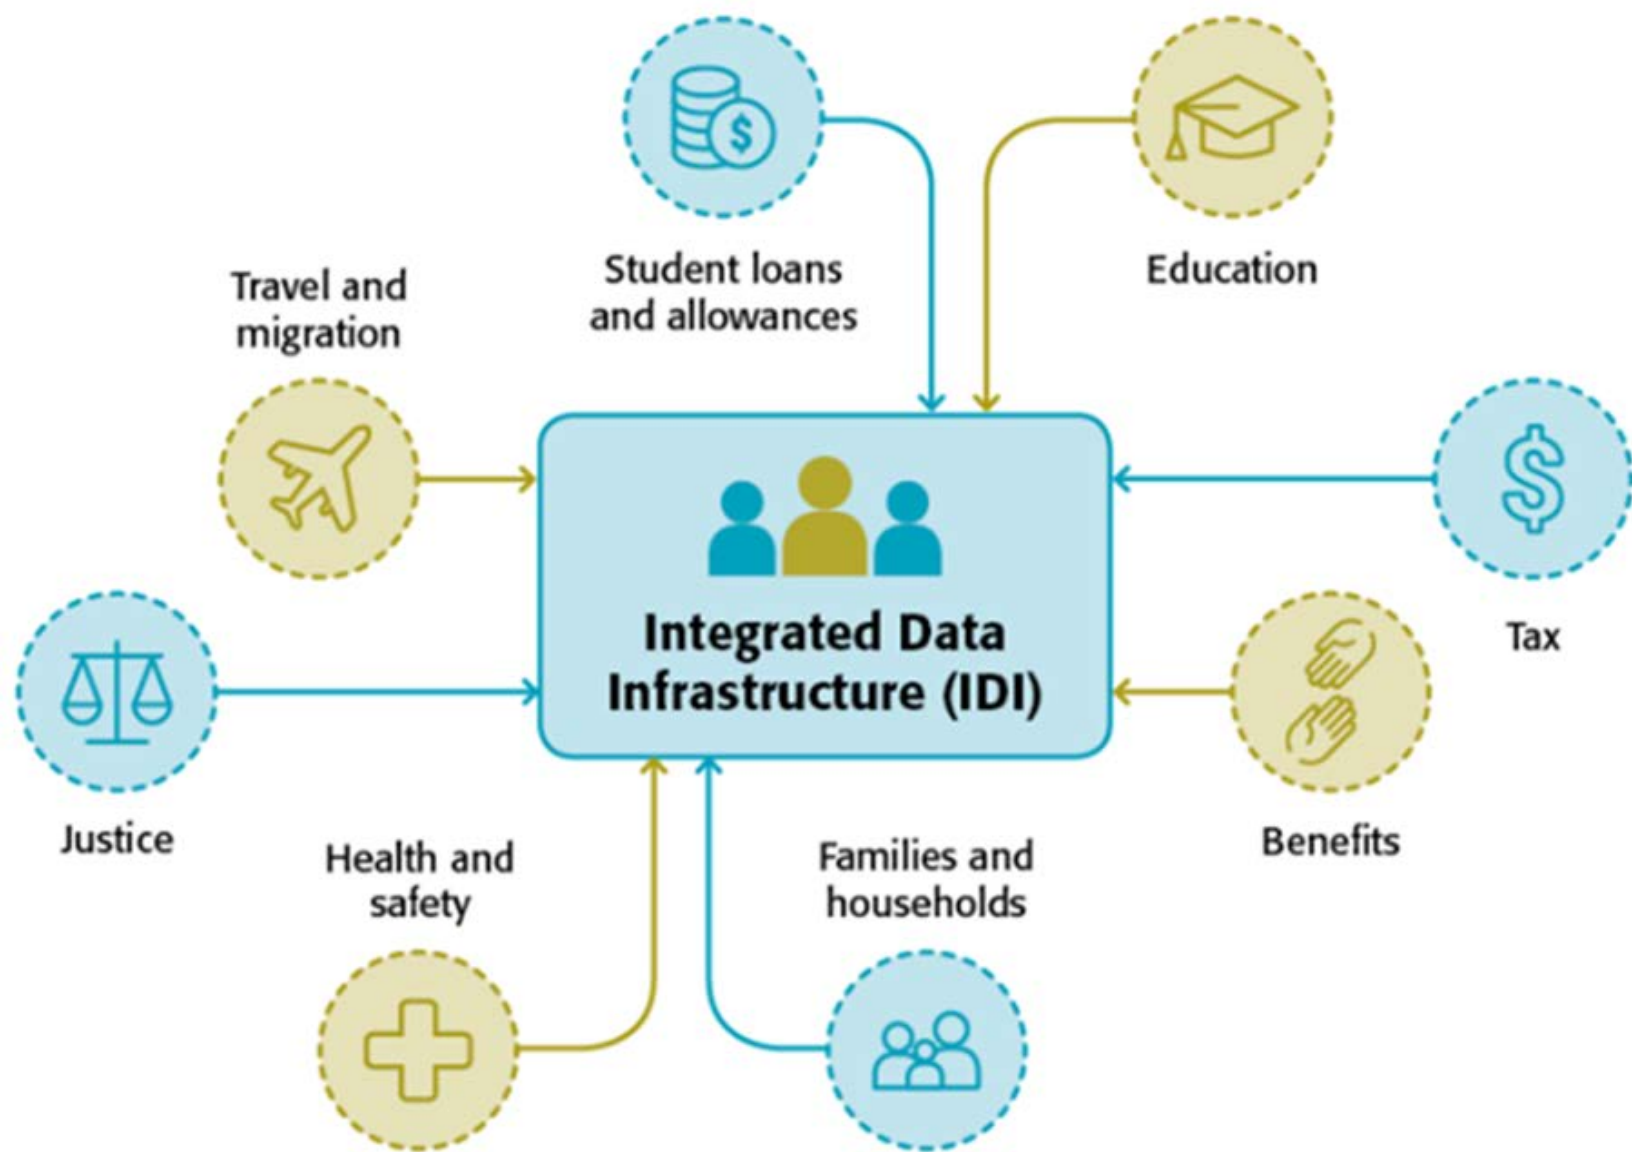 Student loans
and allowances
Education
Travel and
migration
Tax
Integrated Data
Infrastructure (IDI)
Justice
Benefits
Health and
safety
Families and
households